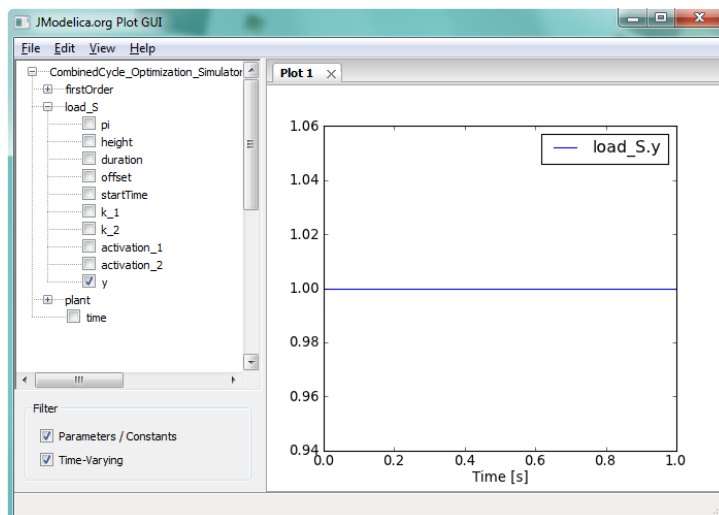 JModelica.org Plot GUI
File Edit View Help
CombinedCycle_Optimization_Simulator
firstOrder
load_S
pi
height
duration
offset
startTime
k_1
k_2
activation_1
activation_2
y
plant
time
Filter
Parameters / Constants
Time-Varying
Plot 1
1.06
1.04
1.02
1.00
0.98
0.96
0.94
load_S.y
0.0 0.2 0.4 0.6 0.8 1.0
Time [s]